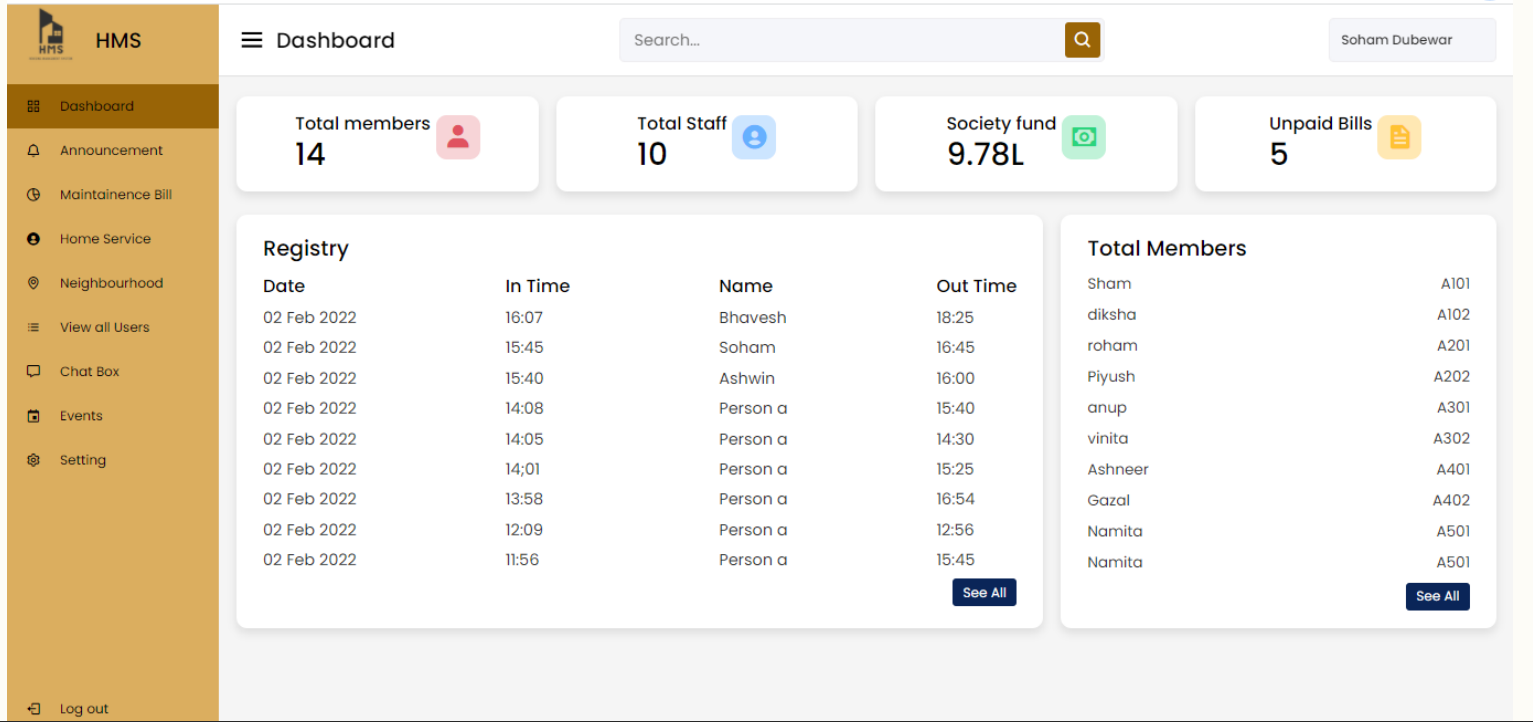 HMS
HMS
Dashboard
Announcement
Maintainence Bill
Home Service
Neighbourhood
View all Users
Chat Box
Events
Setting
Log out
Dashboard
Search...
Soham Dubewar
Total members
14
Total Staff
10
Society fund
9.78L
Unpaid Bills
5
Registry
Date In Time Name Out Time
02 Feb 2022 16:07 Bhavesh 18:25
02 Feb 2022 15:45 Soham 16:45
02 Feb 2022 15:40 Ashwin 16:00
02 Feb 2022 14:08 Person a 15:40
02 Feb 2022 14:05 Person a 14:30
02 Feb 2022 14;01 Person a 15:25
02 Feb 2022 13:58 Person a 16:54
02 Feb 2022 12:09 Person a 12:56
02 Feb 2022 11:56 Person a 15:45
See All
Total Members
Sham A101
diksha A102
roham A201
Piyush A202
anup A301
vinita A302
Ashneer A401
Gazal A402
Namita A501
Namita A501
See All